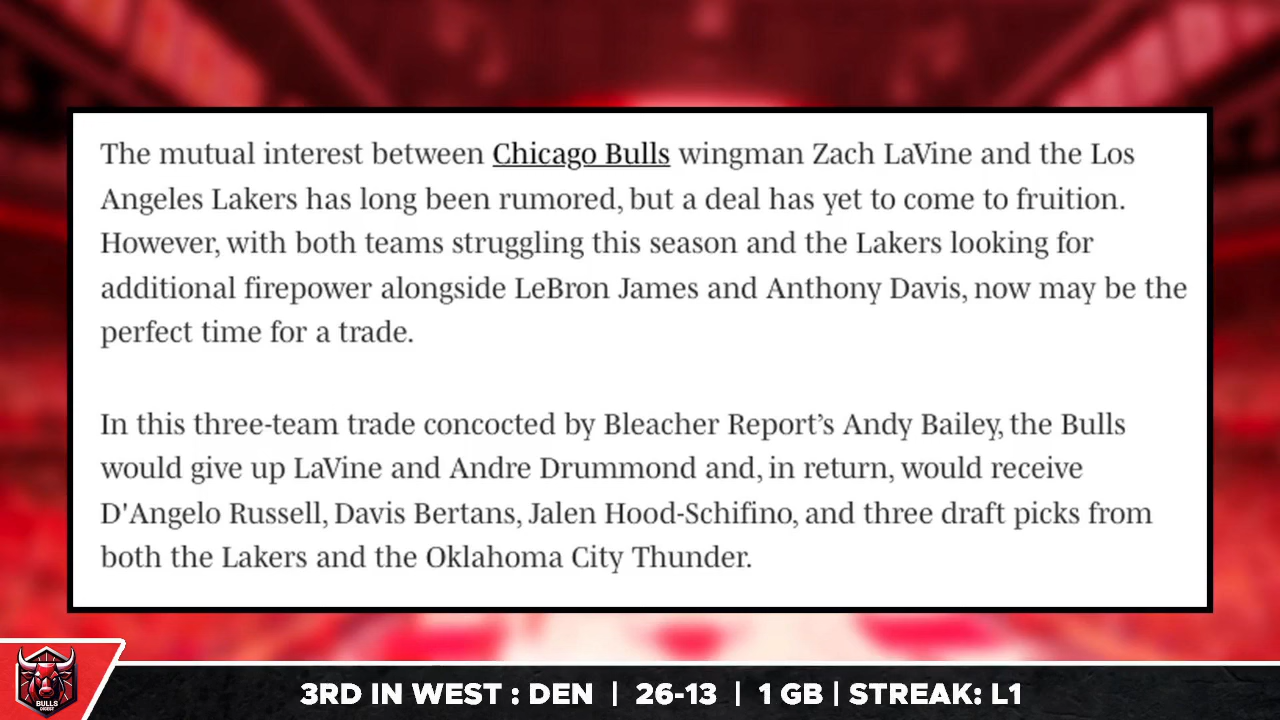 The mutual interest between Chicago Bulls wingman Zach LaVine and the Los
Angeles Lakers has long been rumored, but a deal has yet to come to fruition.
However, with both teams struggling this season and the Lakers looking for
additional firepower alongside LeBron James and Anthony Davis, now may be the
perfect time for a trade.
In this three-team trade concocted by Bleacher Report’s Andy Bailey, the Bulls
would give up LaVine and Andre Drummond and, in return, would receive
D'Angelo Russell, Davis Bertans, Jalen Hood-Schifino, and three draft picks from
both the Lakers and the Oklahoma City Thunder.
BULLS
DIGEST
3RD IN WEST : DEN | 26-13 | 1 GB | STREAK: L1